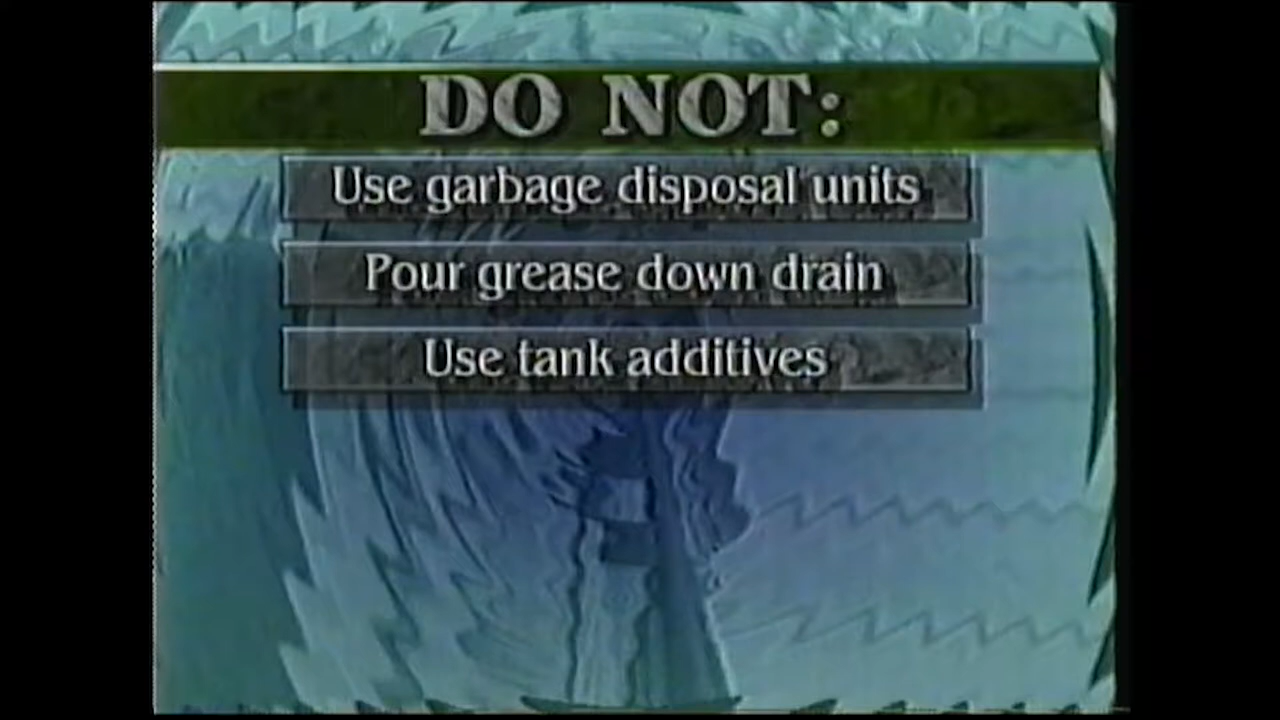 DO NOT:
Use garbage disposal units
Pour grease down drain
Use tank additives